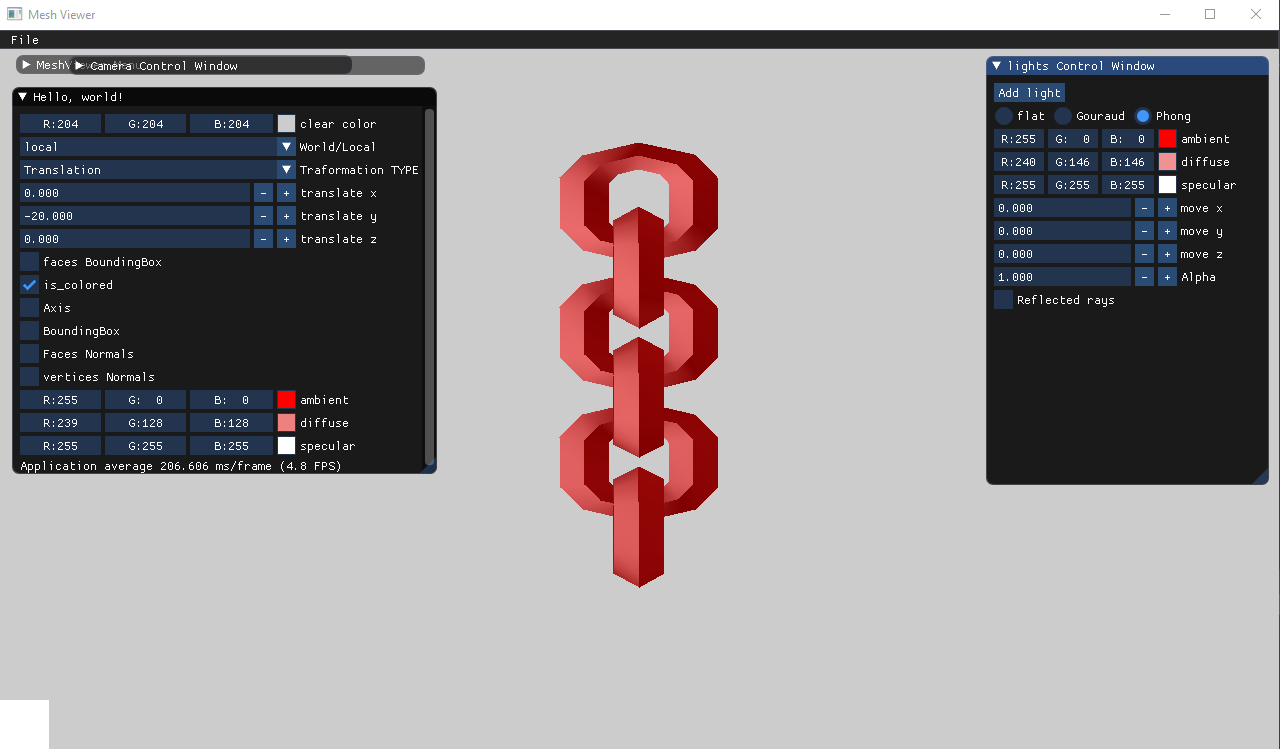 Mesh Viewer
File
MeshViewer Menu
Camera Control Window
Hello, world!
R:204 G:204 B:204 clear color
local World/Local
Translation Traformation TYPE
0.000 - + translate x
-20.000 - + translate y
0.000 - + translate z
faces BoundingBox
is_colored
Axis
BoundingBox
Faces Normals
vertices Normals
R:255 G: 0 B: 0 ambient
R:239 G:128 B:128 diffuse
R:255 G:255 B:255 specular
Application average 206.606 ms/frame (4.8 FPS)
lights Control Window
Add light
flat Gouraud Phong
R:255 G: 0 B: 0 ambient
R:240 G:146 B:146 diffuse
R:255 G:255 B:255 specular
0.000 - + move x
0.000 - + move y
0.000 - + move z
1.000 - + Alpha
Reflected rays